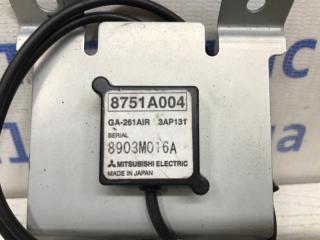 8751A004
GA-261AIR 3AP13T
SERIAL
8903M016A
MITSUBISHI ELECTRIC
MADE IN JAPAN